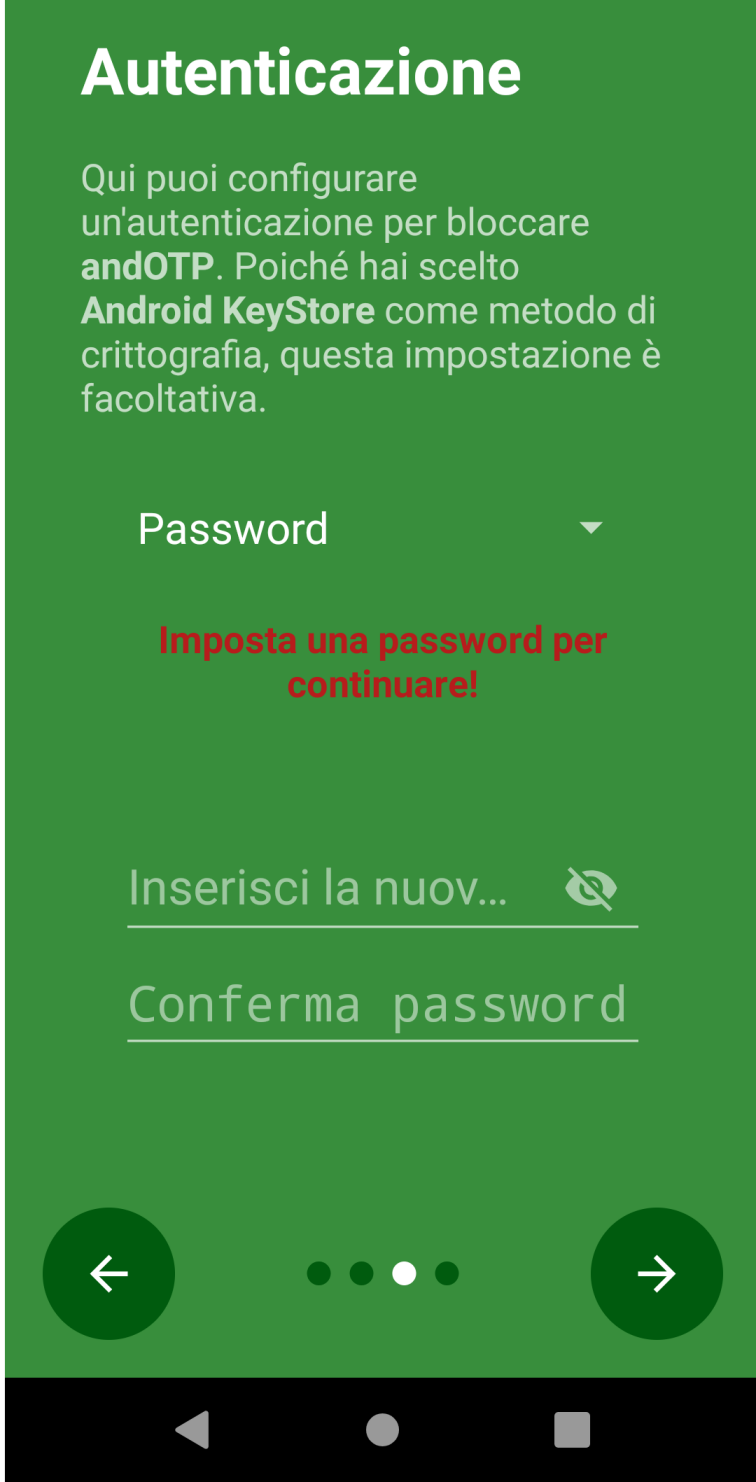 Autenticazione
Qui puoi configurare
un'autenticazione per bloccare
andOTP. Poiché hai scelto
Android KeyStore come metodo di
crittografia, questa impostazione è
facoltativa.
Password
Imposta una password per
continuare!
Inserisci la nuov...
Conferma password